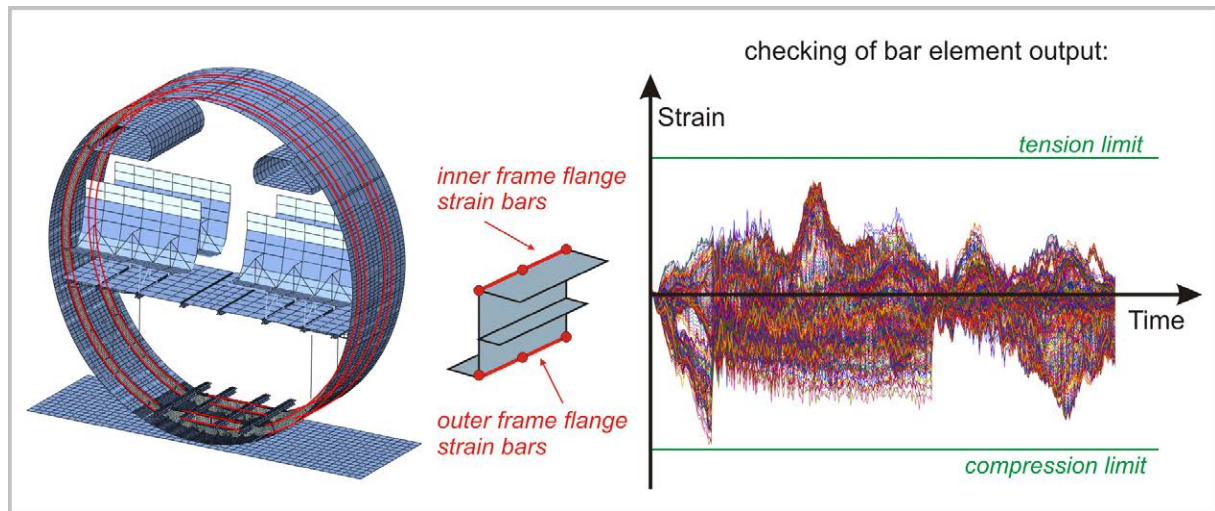 checking of bar element output:
Strain
tension limit
inner frame flange
strain bars
Time
outer frame flange
strain bars
compression limit